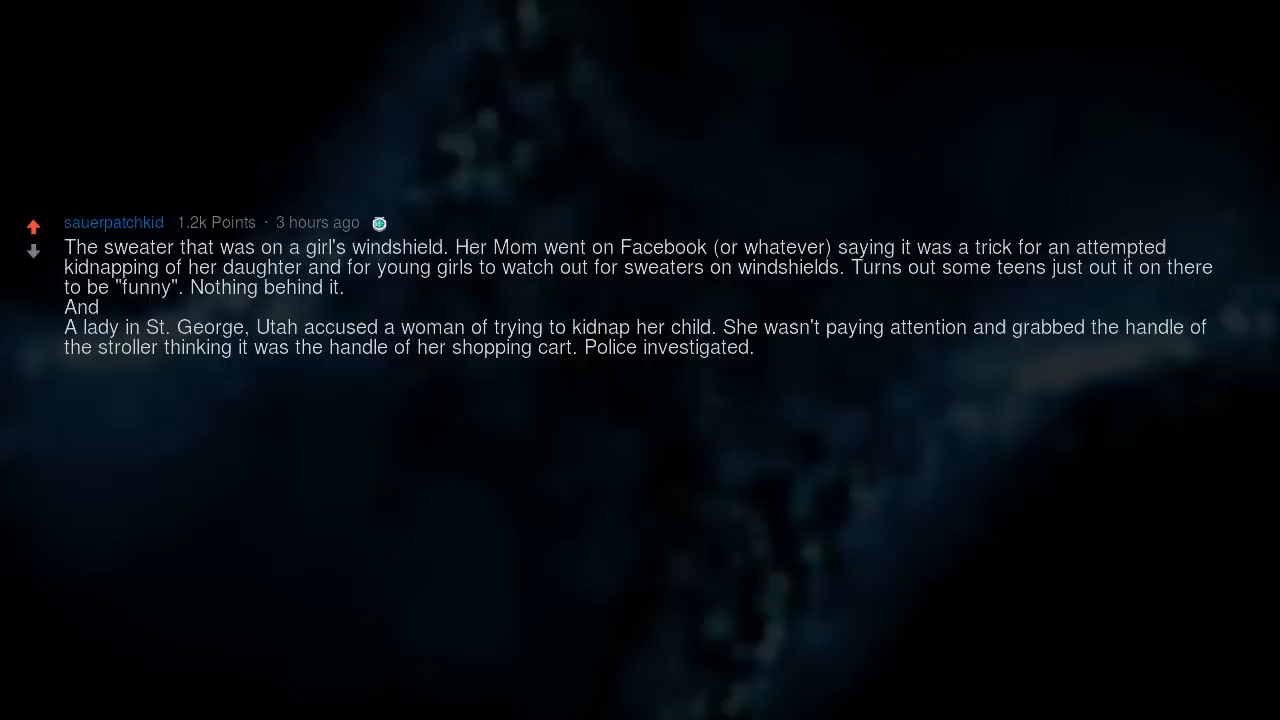 sauerpatchkid 1.2k Points · 3 hours ago
The sweater that was on a girl's windshield. Her Mom went on Facebook (or whatever) saying it was a trick for an attempted
kidnapping of her daughter and for young girls to watch out for sweaters on windshields. Turns out some teens just out it on there
to be "funny". Nothing behind it.
And
A lady in St. George, Utah accused a woman of trying to kidnap her child. She wasn't paying attention and grabbed the handle of
the stroller thinking it was the handle of her shopping cart. Police investigated.